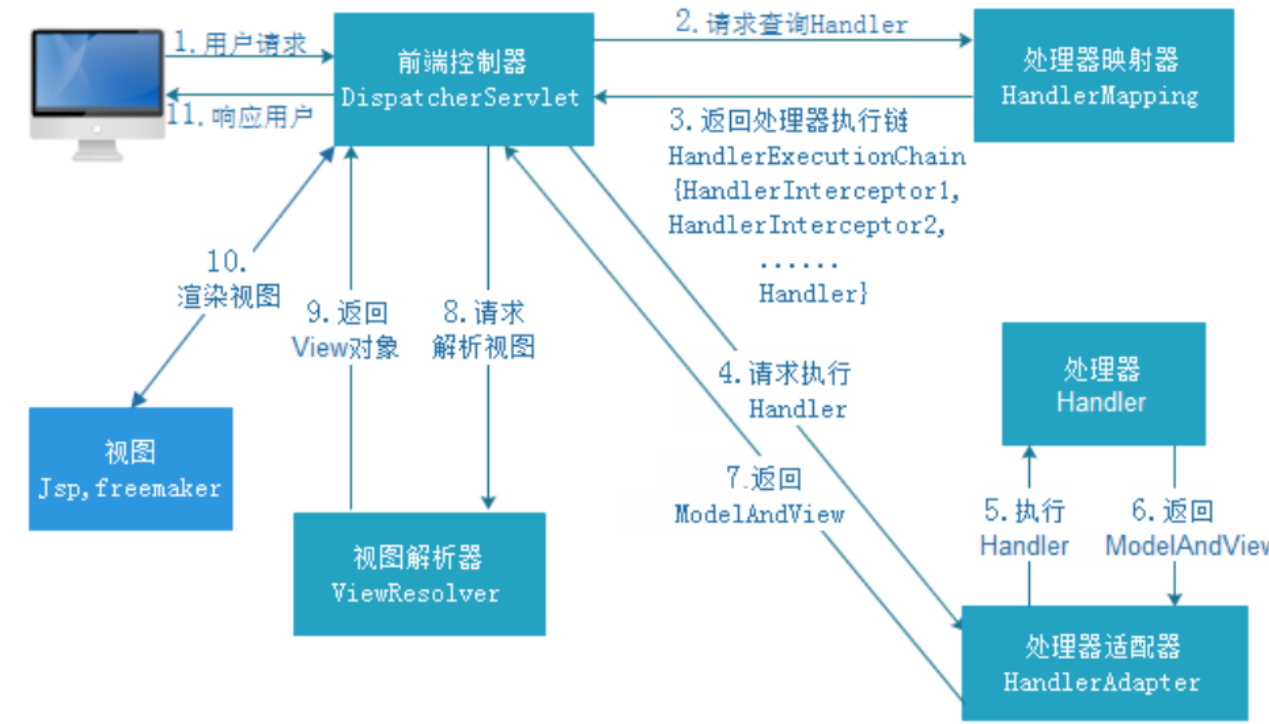 1.用户请求
11.响应用户
前端控制器
DispatcherServlet
2.请求查询Handler
处理器映射器
HandlerMapping
3.返回处理器执行链
HandlerExecutionChain
{HandlerInterceptor1,
HandlerInterceptor2,
......
Handler}
10.
渲染视图
9.返回
View对象
8.请求
解析视图
4.请求执行
Handler
处理器
Handler
视图
Jsp,freemaker
7.返回
ModelAndView
5.执行
Handler
6.返回
ModelAndView
视图解析器
ViewResolver
处理器适配器
HandlerAdapter